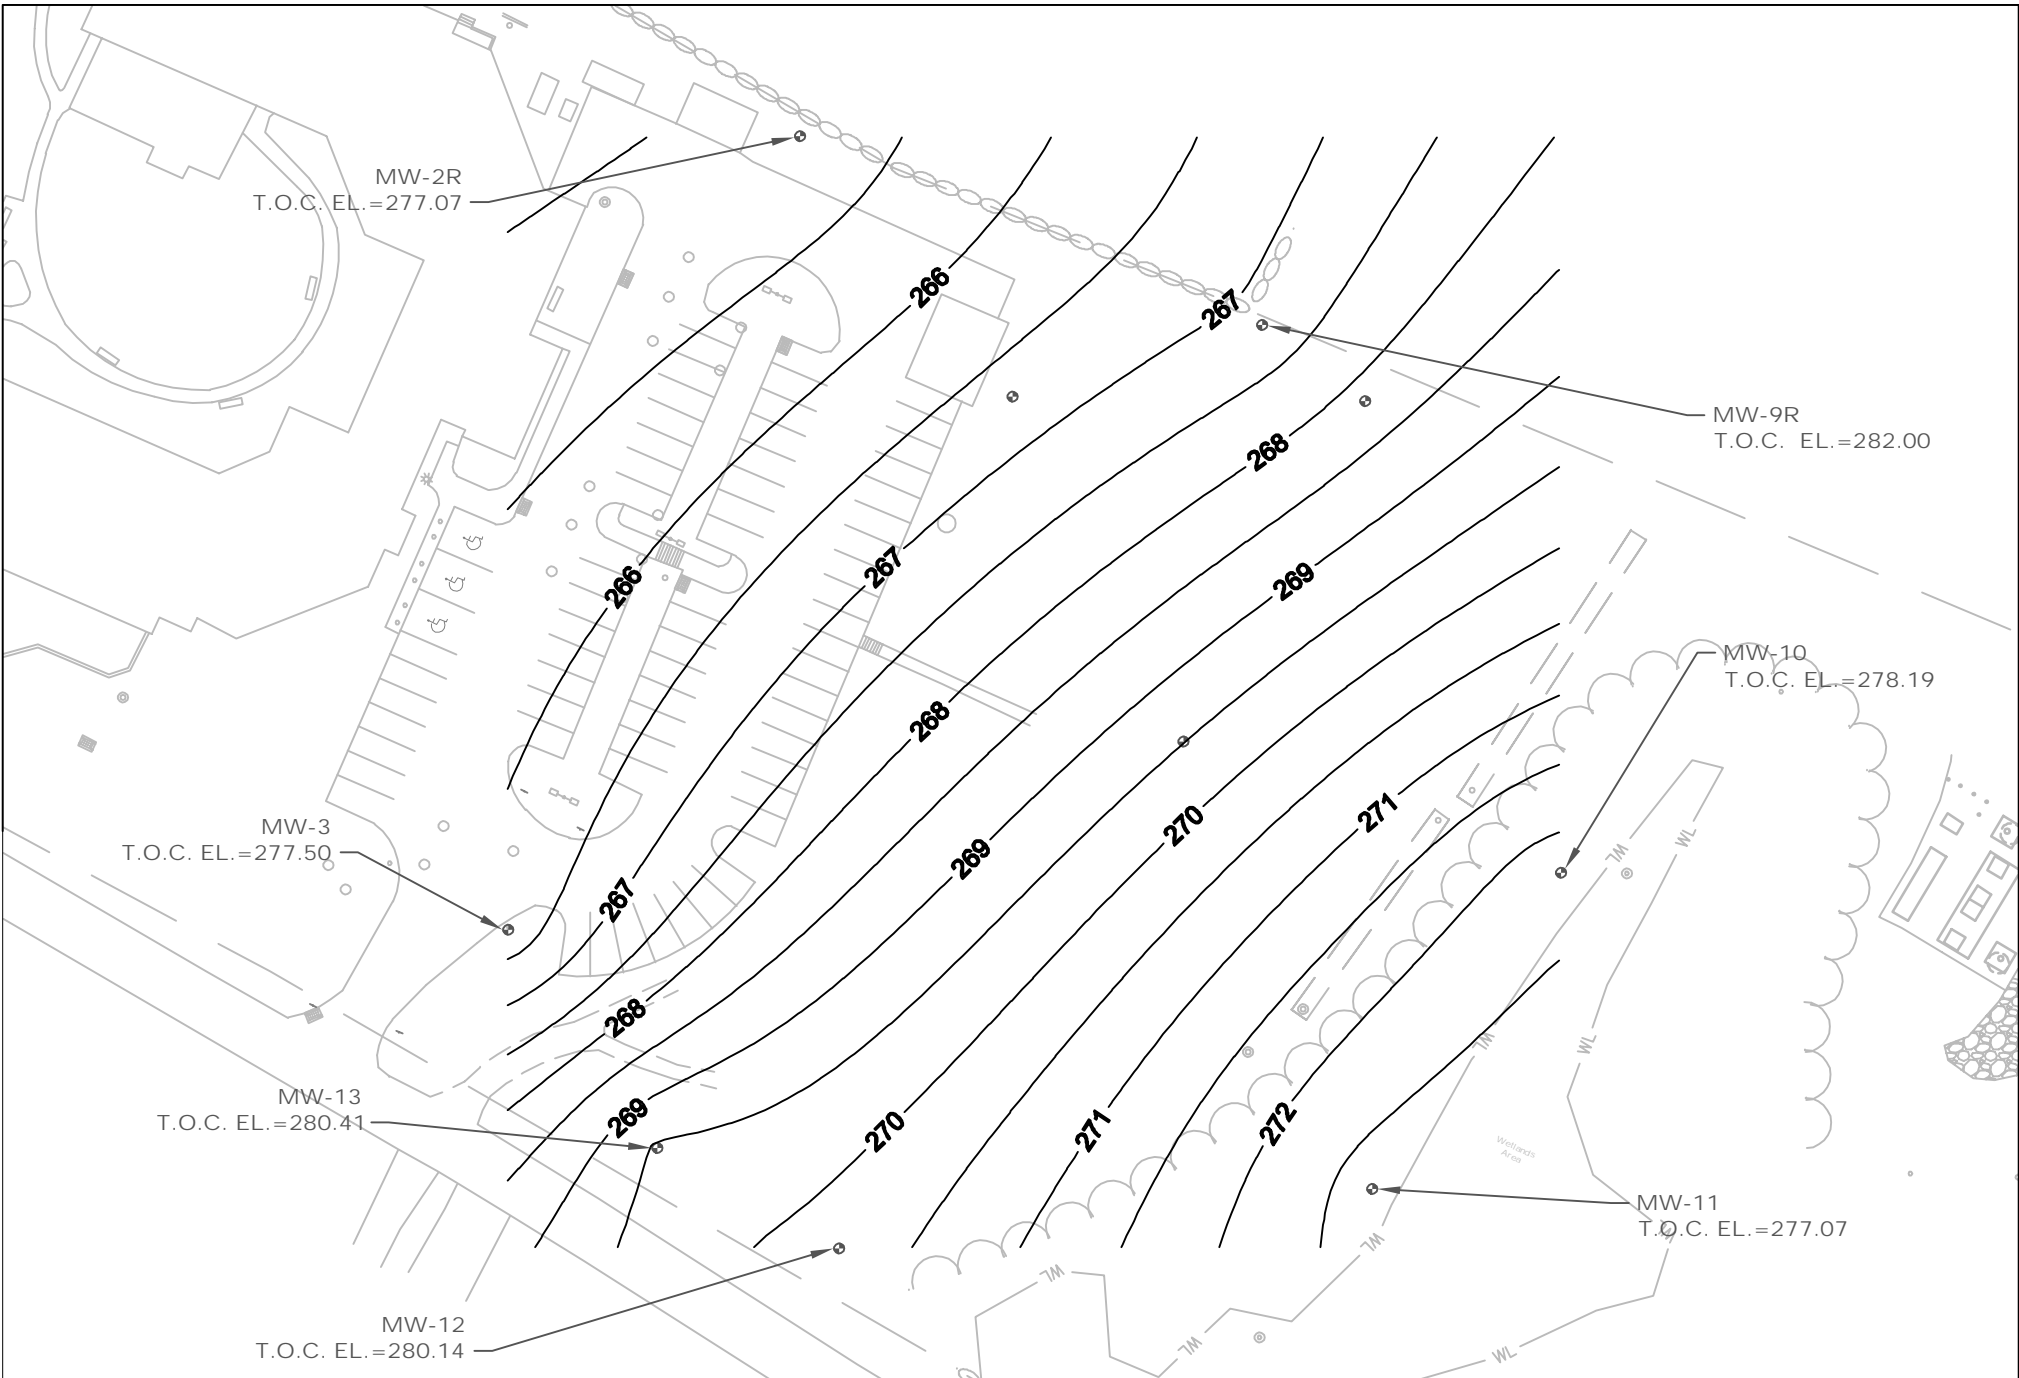 MW-2R
T.O.C. EL.=277.07
266
267
MW-9R
T.O.C. EL.=282.00
268
266
267
269
MW-10
T.O.C. EL.=278.19
268
271
270
MW-3
T.O.C. EL.=277.50
269
WL
WL
267
268
WL
WL
MW-13
T.O.C. EL.=280.41
269
270
271
272
Wetlands
Area
MW-11
T.O.C. EL.=277.07
WL
WL
WL
MW-12
T.O.C. EL.=280.14
WL
WL